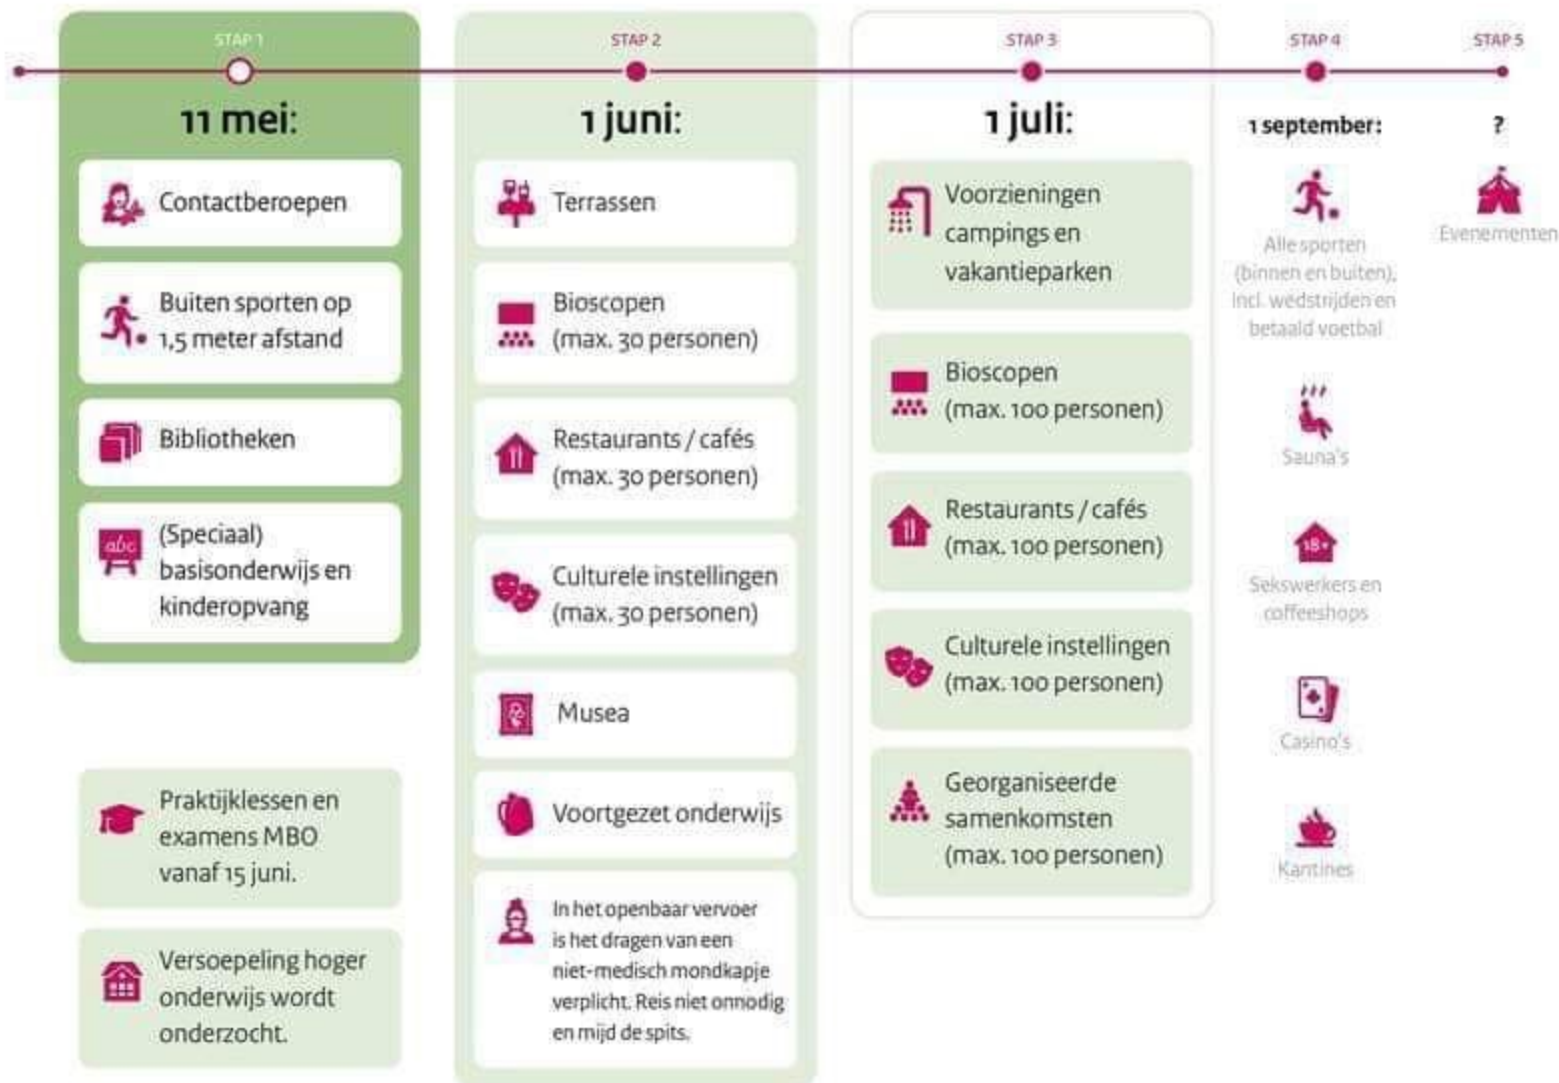 STAP 1
11 mei:
Contactberoepen
Buiten sporten op
1,5 meter afstand
Bibliotheken
abc
(Speciaal)
basisonderwijs en
kinderopvang
Praktijklessen en
examens MBO
vanaf 15 juni.
Versoepeling hoger
onderwijs wordt
onderzocht.
STAP 2
1 juni:
Terrassen
Bioscopen
(max. 30 personen)
Restaurants / cafés
(max. 30 personen)
Culturele instellingen
(max. 30 personen)
Musea
Voortgezet onderwijs
In het openbaar vervoer
is het dragen van een
niet-medisch mondkapje
verplicht. Reis niet onnodig
en mijd de spits.
STAP 3
1 juli:
Voorzieningen
campings en
vakantieparken
Bioscopen
(max. 100 personen)
Restaurants / cafés
(max. 100 personen)
Culturele instellingen
(max. 100 personen)
Georganiseerde
samenkomsten
(max. 100 personen)
STAP 4
1 september:
Alle sporten
(binnen en buiten),
incl. wedstrijden en
betaald voetbal
Sauna's
18+
Sekswerkers en
coffeeshops
Casino's
Kantines
STAP 5
?
Evenementen